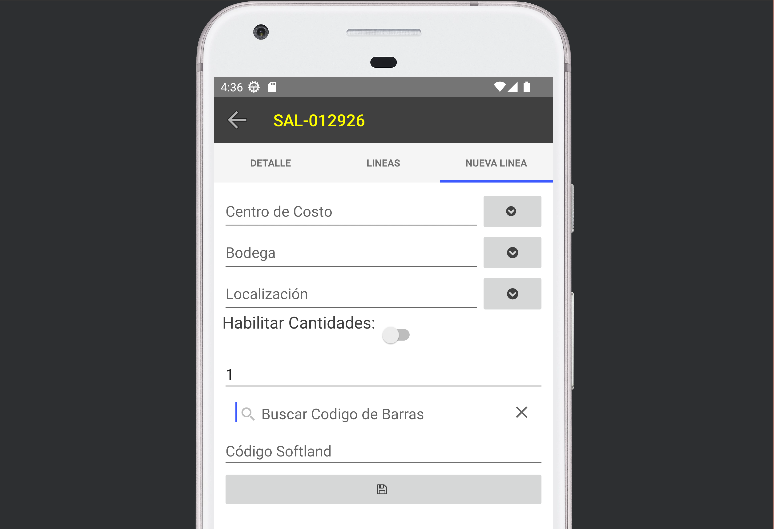 4:36
SAL-012926
DETALLE
LINEAS
NUEVA LINEA
Centro de Costo
Bodega
Localización
Habilitar Cantidades:
1
Buscar Codigo de Barras
Código Softland